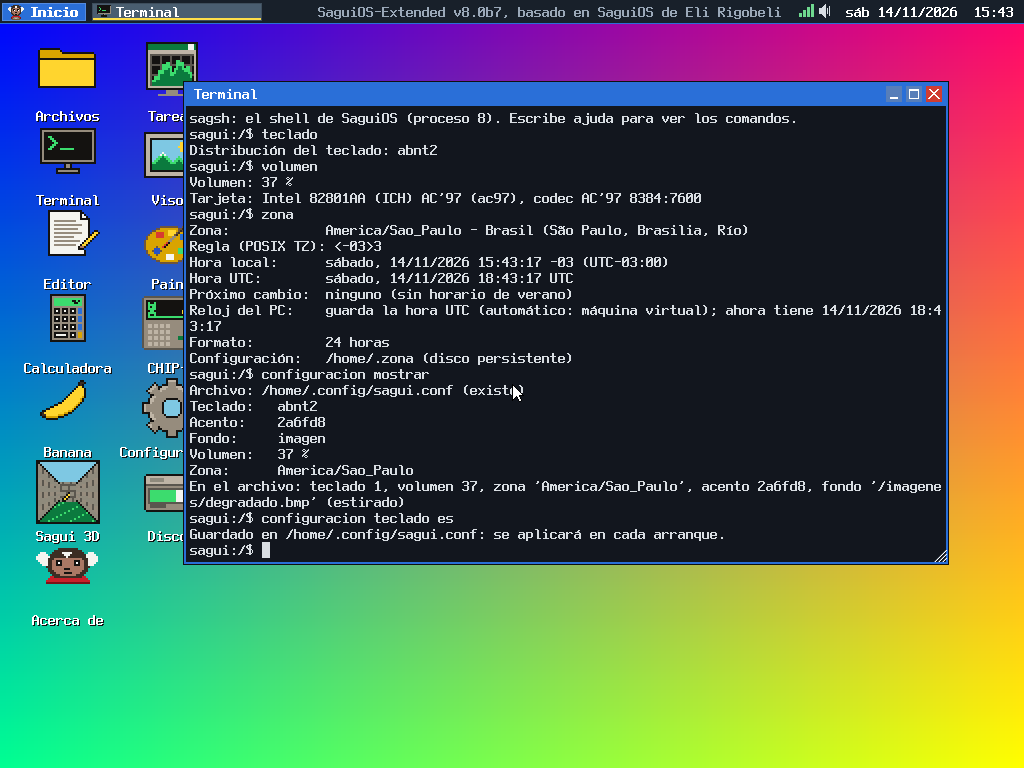 Inicio
Terminal
SaguiOS-Extended v8.0b7, basado en SaguiOS de Eli Rigobeli
sáb 14/11/2026 15:43
Archivos
Tarea
Terminal
Viso
Editor
Pain
Calculadora
CHIP-
Banana
Configur
Sagui 3D
Disco
Acerca de
Terminal
sagsh: el shell de SaguiOS (proceso 8). Escribe ajuda para ver los comandos.
sagui:/$ teclado
Distribución del teclado: abnt2
sagui:/$ volumen
Volumen: 37 %
Tarjeta: Intel 82801AA (ICH) AC'97 (ac97), codec AC'97 8384:7600
sagui:/$ zona
Zona: America/Sao_Paulo - Brasil (São Paulo, Brasilia, Río)
Regla (POSIX TZ): <-03>3
Hora local: sábado, 14/11/2026 15:43:17 -03 (UTC-03:00)
Hora UTC: sábado, 14/11/2026 18:43:17 UTC
Próximo cambio: ninguno (sin horario de verano)
Reloj del PC: guarda la hora UTC (automático: máquina virtual); ahora tiene 14/11/2026 18:4
3:17
Formato: 24 horas
Configuración: /home/.zona (disco persistente)
sagui:/$ configuracion mostrar
Archivo: /home/.config/sagui.conf (existe)
Teclado: abnt2
Acento: 2a6fd8
Fondo: imagen
Volumen: 37 %
Zona: America/Sao_Paulo
En el archivo: teclado 1, volumen 37, zona 'America/Sao_Paulo', acento 2a6fd8, fondo '/imagene
s/degradado.bmp' (estirado)
sagui:/$ configuracion teclado es
Guardado en /home/.config/sagui.conf: se aplicará en cada arranque.
sagui:/$